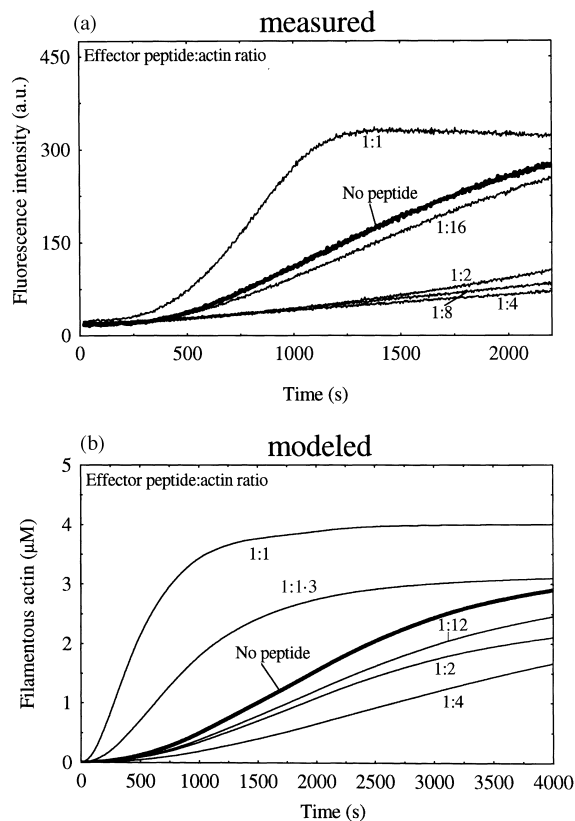 (a) measured
Effector peptide:actin ratio
450
300
150
0
Fluorescence intensity (a.u.)
1:1
No peptide
1:16
1:2
1:8
1:4
0 500 1000 1500 2000
Time (s)
(b) modeled
Effector peptide:actin ratio
5
4
3
2
1
0
Filamentous actin (μM)
1:1
1:1·3
No peptide
1:12
1:2
1:4
0 500 1000 1500 2000 2500 3000 3500 4000
Time (s)